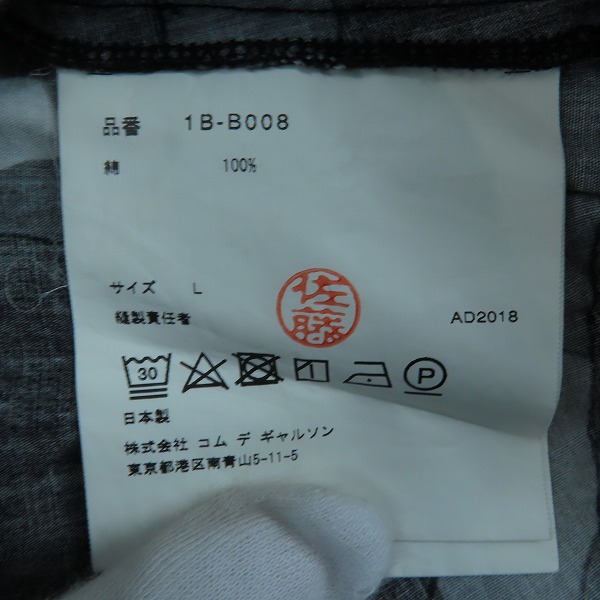 品番 1B-B008
綿 100%
サイズ L
縫製責任者
佐藤
AD2018
30
P
日本製
株式会社 コム デ ギャルソン
東京都港区南青山5-11-5